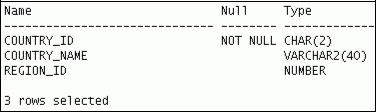 Name Null Type
------------------------------ -------- ------------------
COUNTRY_ID NOT NULL CHAR(2)
COUNTRY_NAME VARCHAR2(40)
REGION_ID NUMBER
3 rows selected